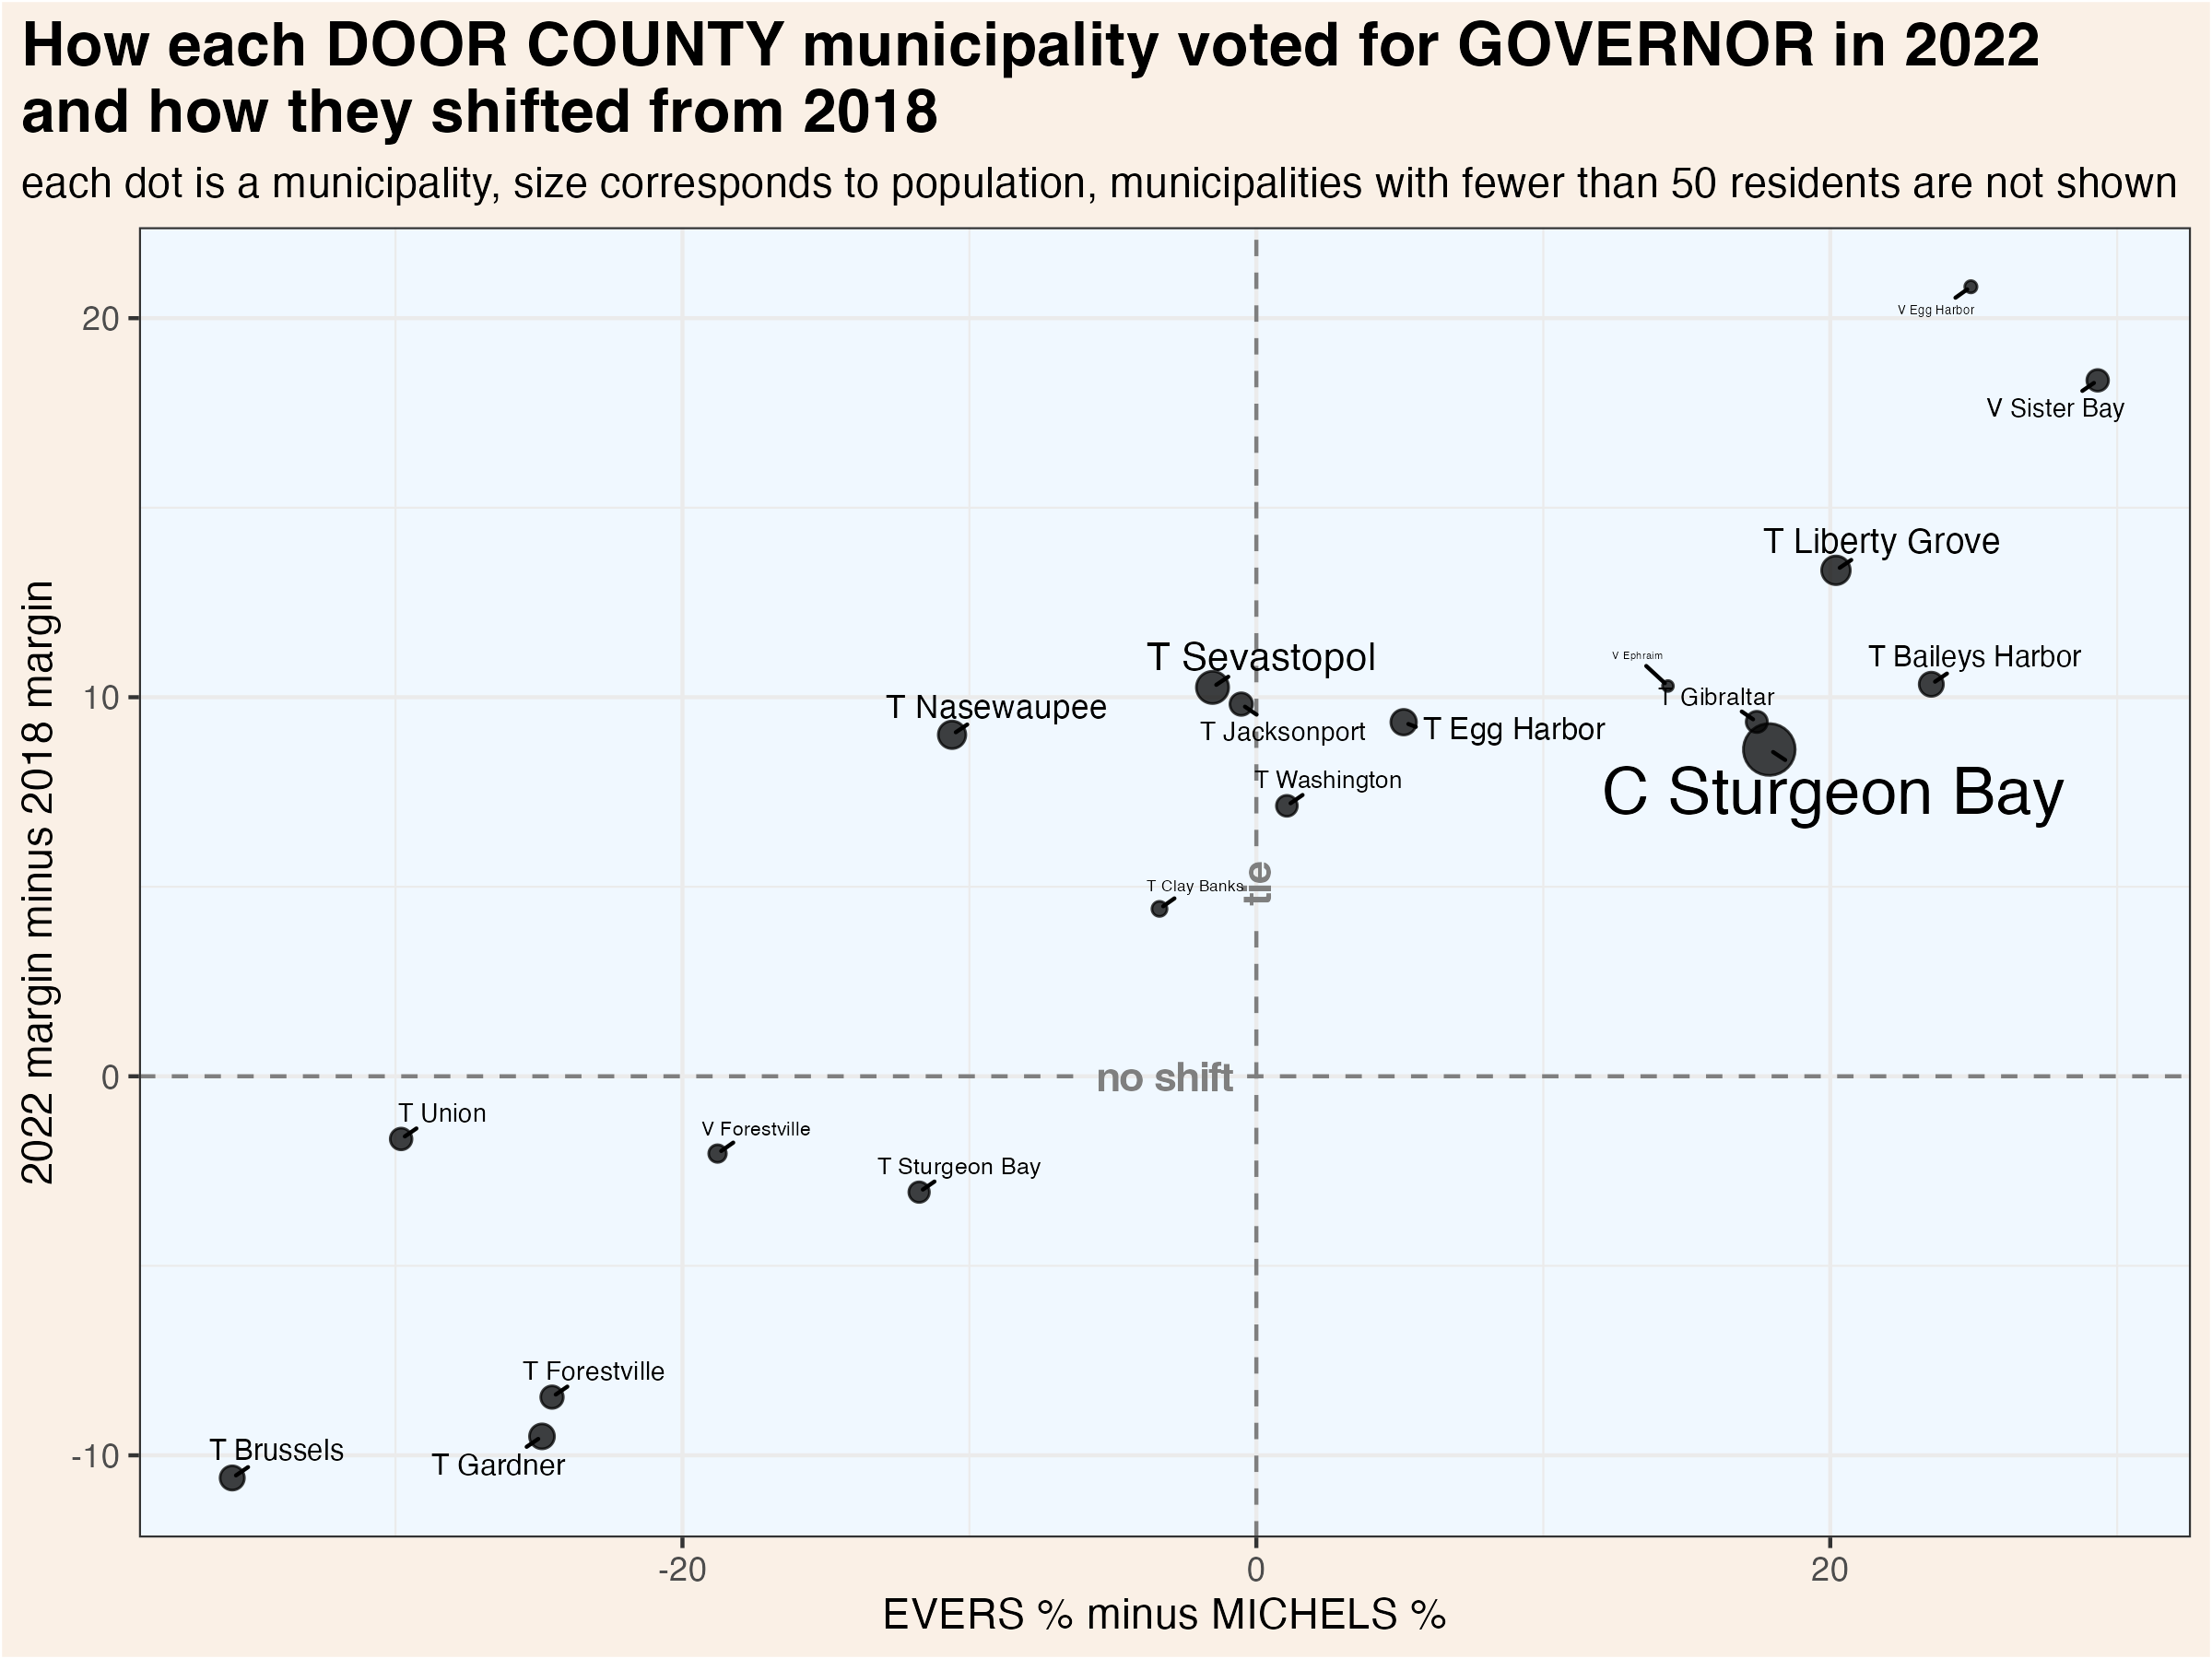 How each DOOR COUNTY municipality voted for GOVERNOR in 2022
and how they shifted from 2018
each dot is a municipality, size corresponds to population, municipalities with fewer than 50 residents are not shown
2022 margin minus 2018 margin
20
10
0
-10
V Egg Harbor
V Sister Bay
T Liberty Grove
T Sevastopol
V Ephraim
T Baileys Harbor
T Nasewaupee
T Gibraltar
T Jacksonport
T Egg Harbor
T Washington
C Sturgeon Bay
T Clay Banks
tie
no shift
T Union
V Forestville
T Sturgeon Bay
T Forestville
T Brussels
T Gardner
-20
0
20
EVERS % minus MICHELS %